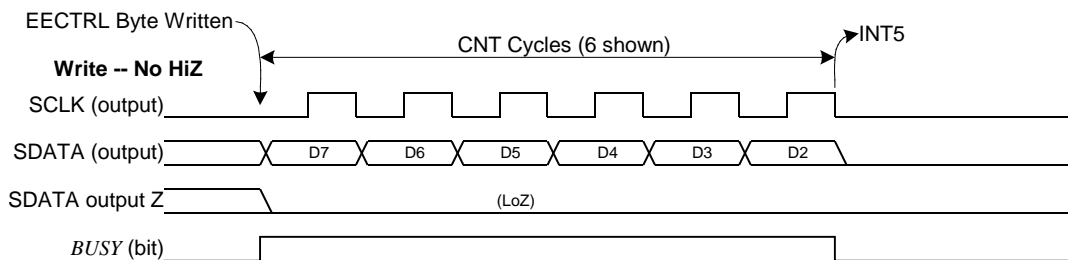 EECTRL Byte Written
CNT Cycles (6 shown)
INT5
Write -- No HiZ
SCLK (output)
SDATA (output)
D7 D6 D5 D4 D3 D2
SDATA output Z
(LoZ)
BUSY (bit)